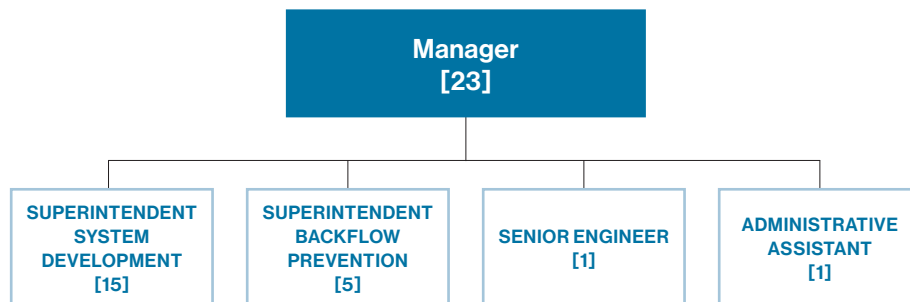 Manager
[23]
SUPERINTENDENT
SYSTEM
DEVELOPMENT
[15]
SUPERINTENDENT
BACKFLOW
PREVENTION
[5]
SENIOR ENGINEER
[1]
ADMINISTRATIVE
ASSISTANT
[1]